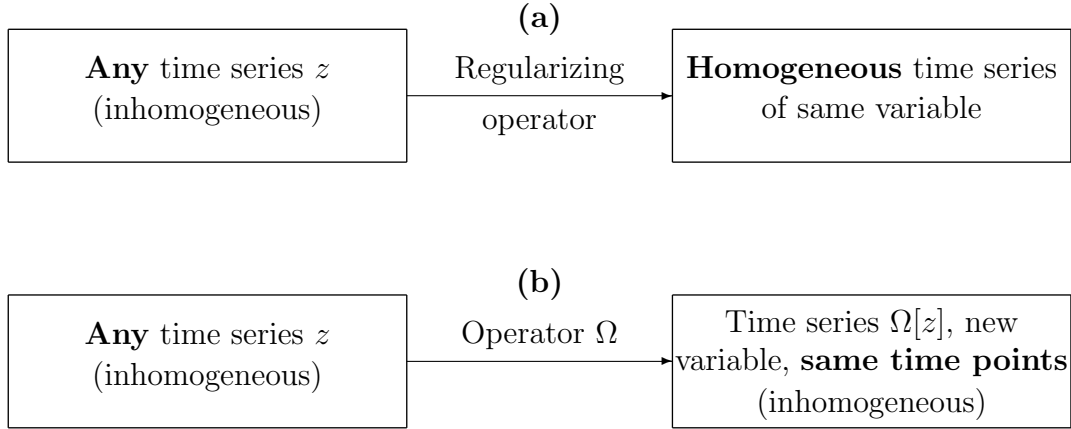 (a)
Any time series z
(inhomogeneous)
Regularizing
operator
Homogeneous time series
of same variable
(b)
Any time series z
(inhomogeneous)
Operator Ω
Time series Ω[z], new
variable, same time points
(inhomogeneous)